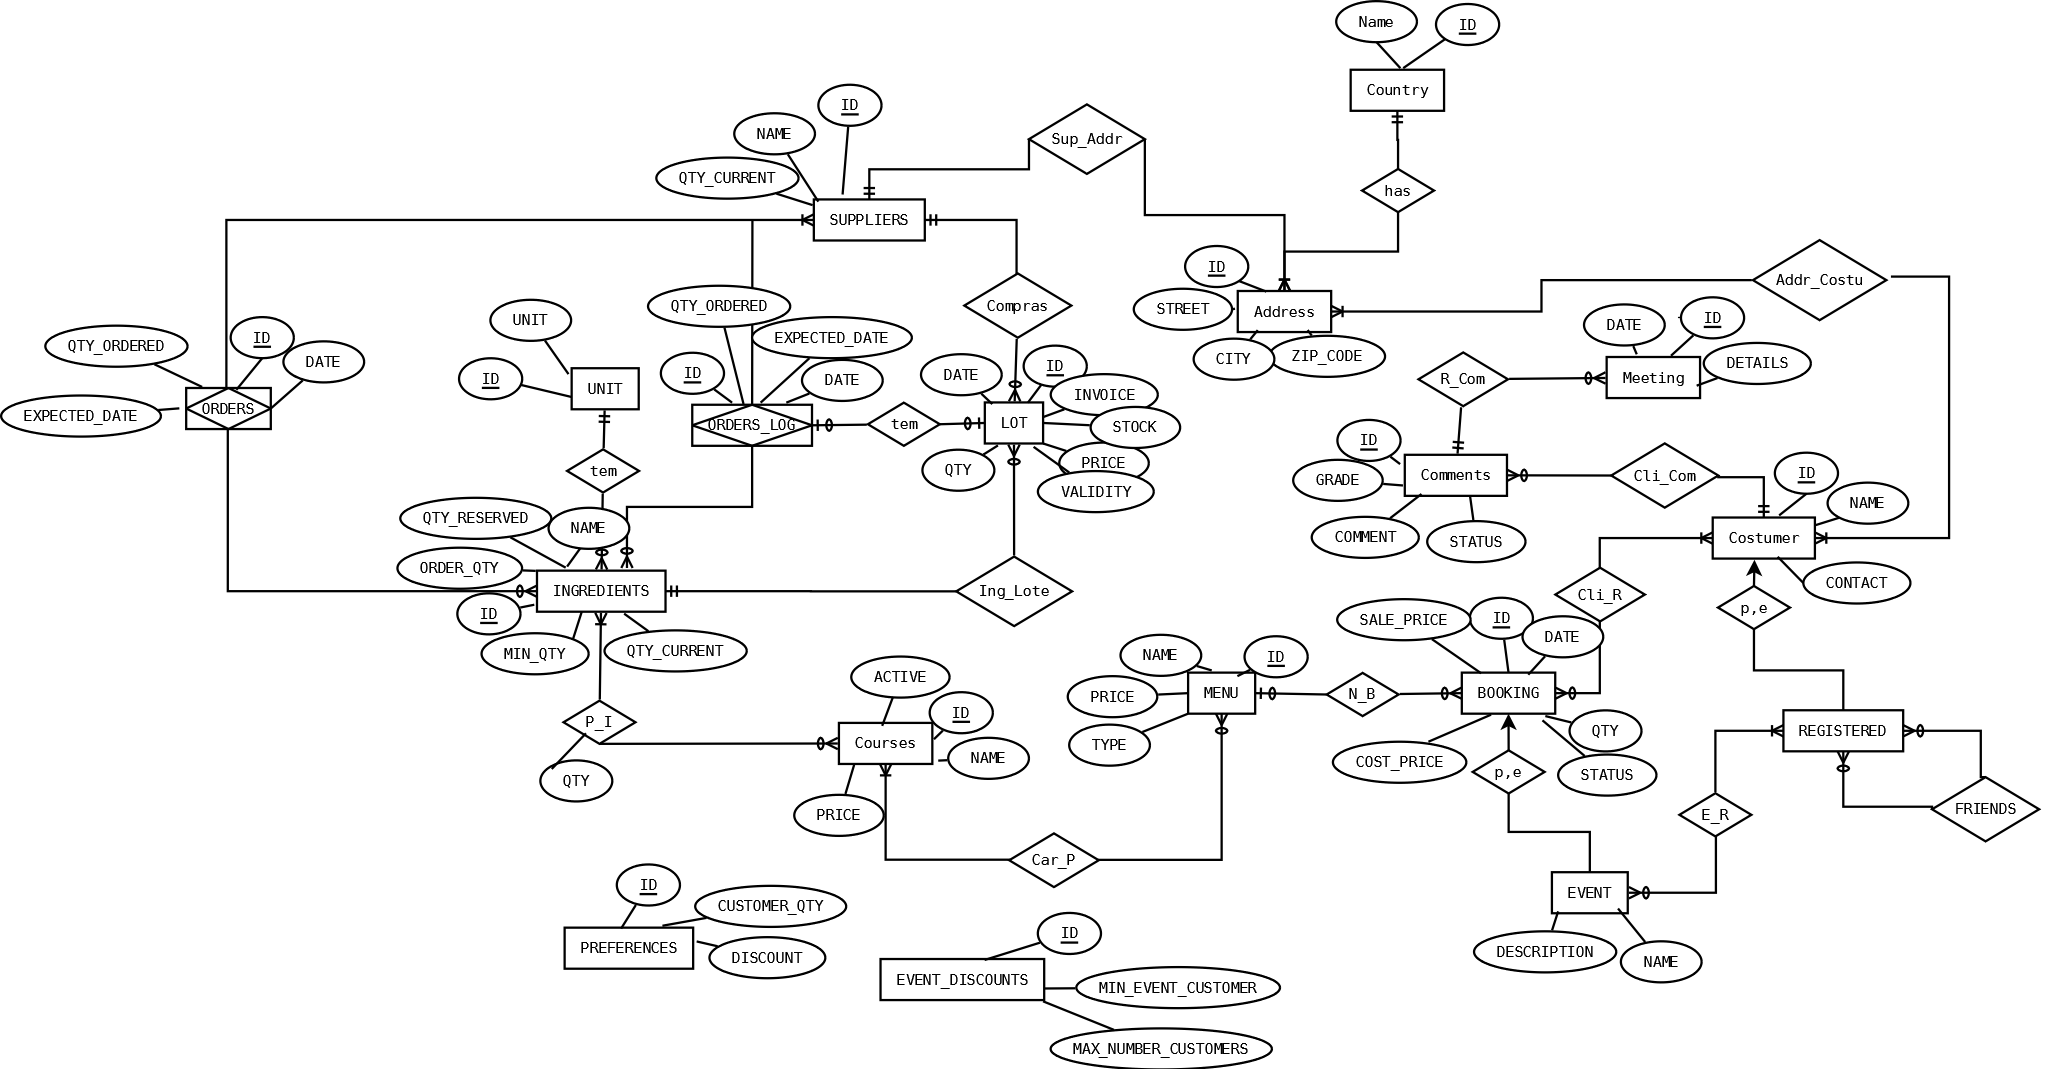 Name
ID
Country
ID
NAME
QTY_CURRENT
SUPPLIERS
Sup_Addr
has
QTY_ORDERED
ID
DATE
EXPECTED_DATE
ORDERS
UNIT
ID
UNIT
tem
QTY_ORDERED
EXPECTED_DATE
ID
DATE
ORDERS_LOG
tem
Compras
DATE
ID
INVOICE
STOCK
LOT
QTY
PRICE
VALIDITY
ID
STREET
Address
CITY
ZIP_CODE
Addr_Costu
DATE
ID
DETAILS
Meeting
R_Com
ID
GRADE
Comments
COMMENT
STATUS
Cli_Com
ID
NAME
Costumer
CONTACT
QTY_RESERVED
NAME
ORDER_QTY
INGREDIENTS
ID
MIN_QTY
QTY_CURRENT
Ing_Lote
Cli_R
p,e
SALE_PRICE
ID
DATE
BOOKING
COST_PRICE
QTY
STATUS
p,e
NAME
ID
PRICE
MENU
TYPE
N_B
P_I
QTY
ACTIVE
ID
Courses
NAME
PRICE
Car_P
REGISTERED
E_R
FRIENDS
EVENT
DESCRIPTION
NAME
ID
CUSTOMER_QTY
PREFERENCES
DISCOUNT
ID
EVENT_DISCOUNTS
MIN_EVENT_CUSTOMER
MAX_NUMBER_CUSTOMERS